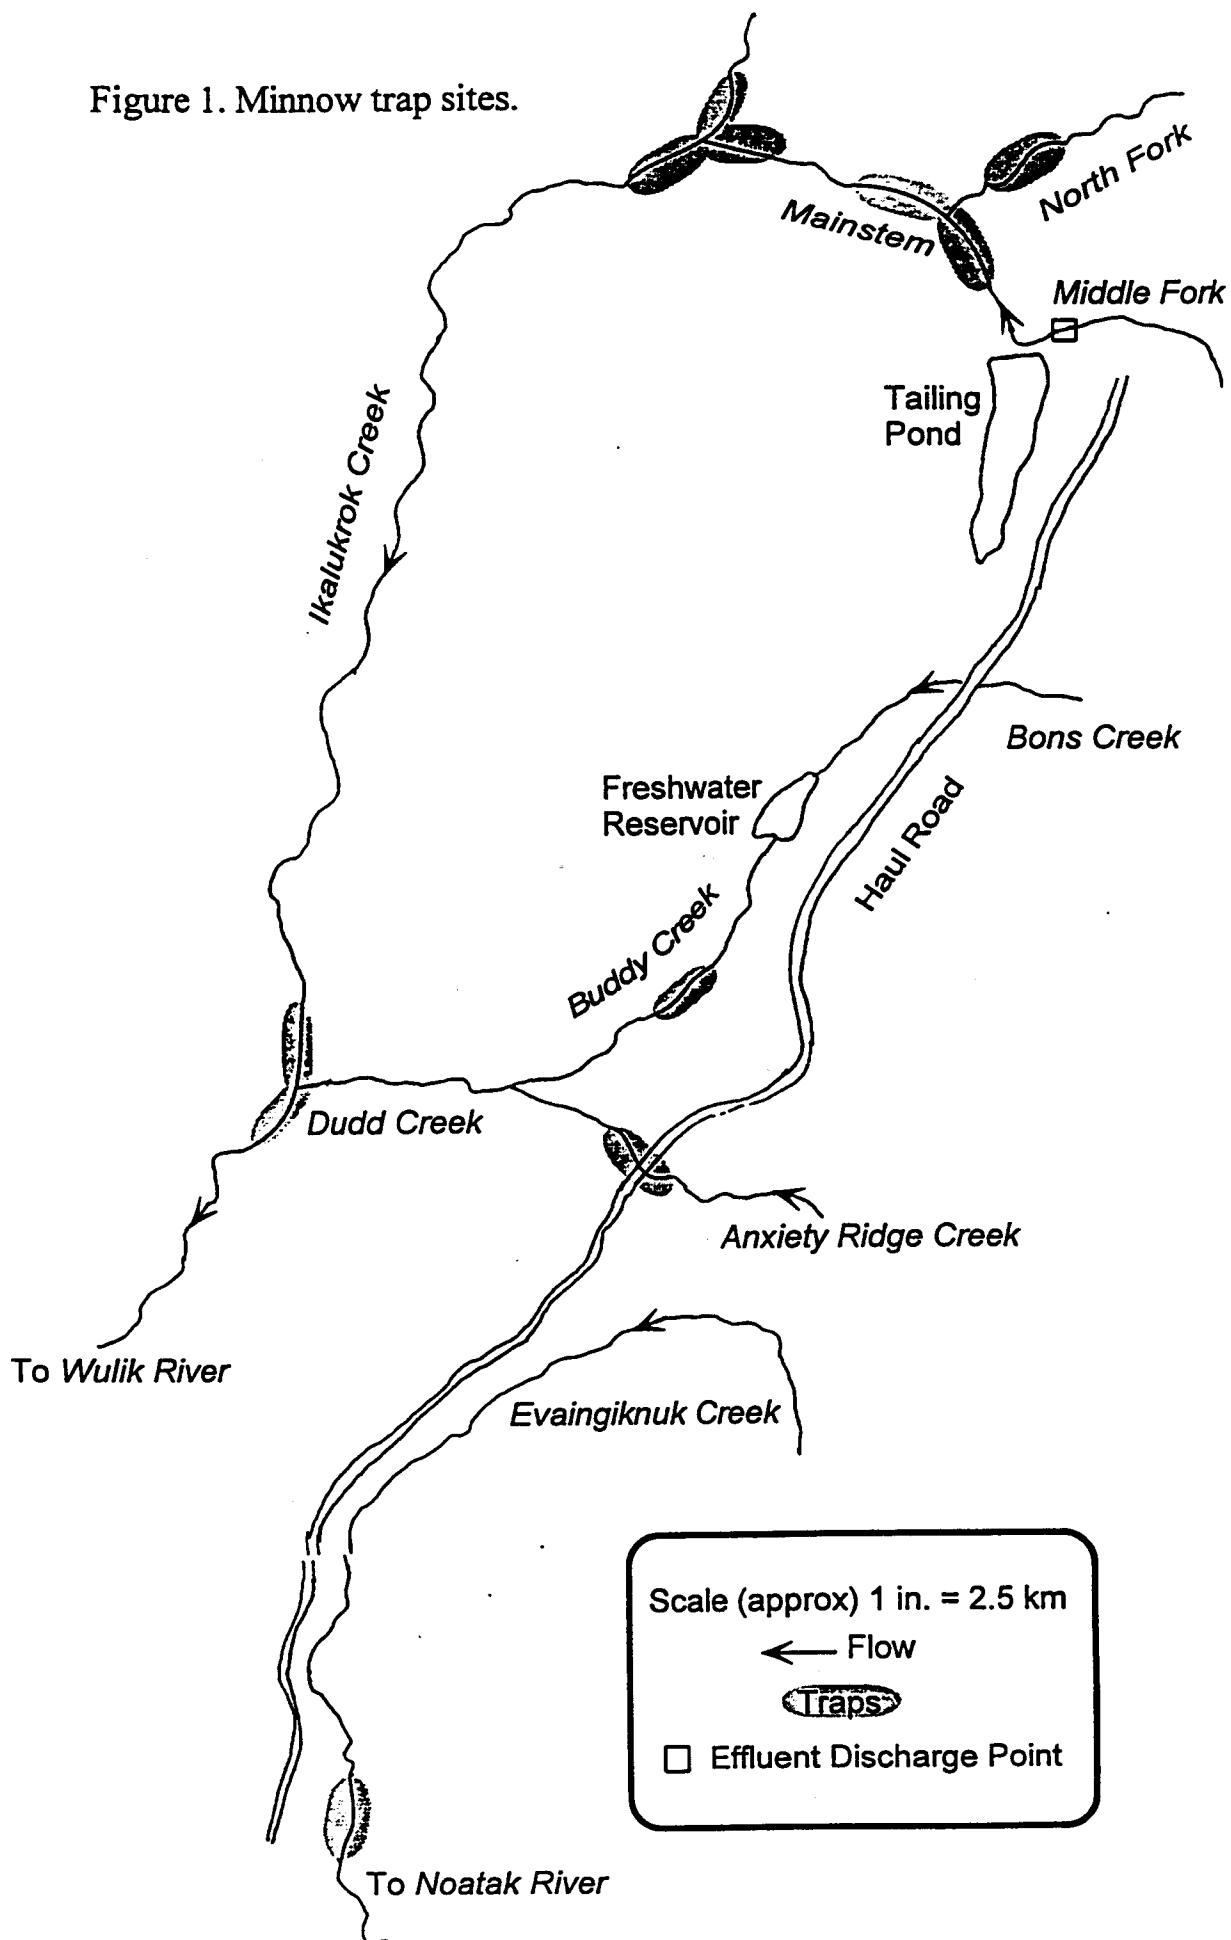 Figure 1. Minnow trap sites.
North Fork
Mainstem
Middle Fork
Tailing
Pond
Ikalukrok Creek
Bons Creek
Freshwater
Reservoir
Haul Road
Buddy Creek
Dudd Creek
Anxiety Ridge Creek
To Wulik River
Evaingiknuk Creek
Scale (approx) 1 in. = 2.5 km
Flow
Traps
Effluent Discharge Point
To Noatak River